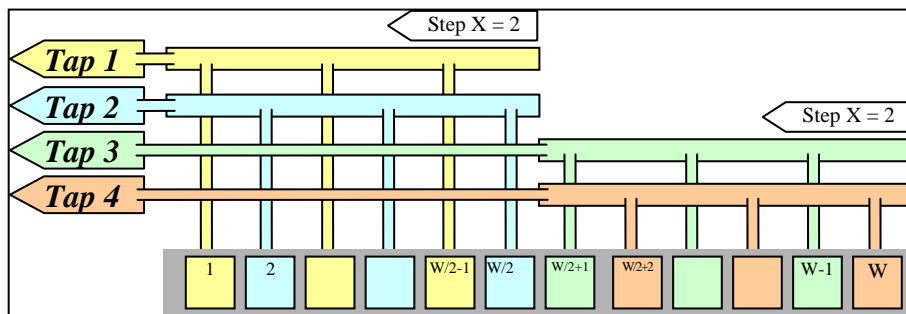 Step X = 2
Tap 1
Tap 2
Step X = 2
Tap 3
Tap 4
1 2 W/2-1 W/2 W/2+1 W/2+2 W-1 W